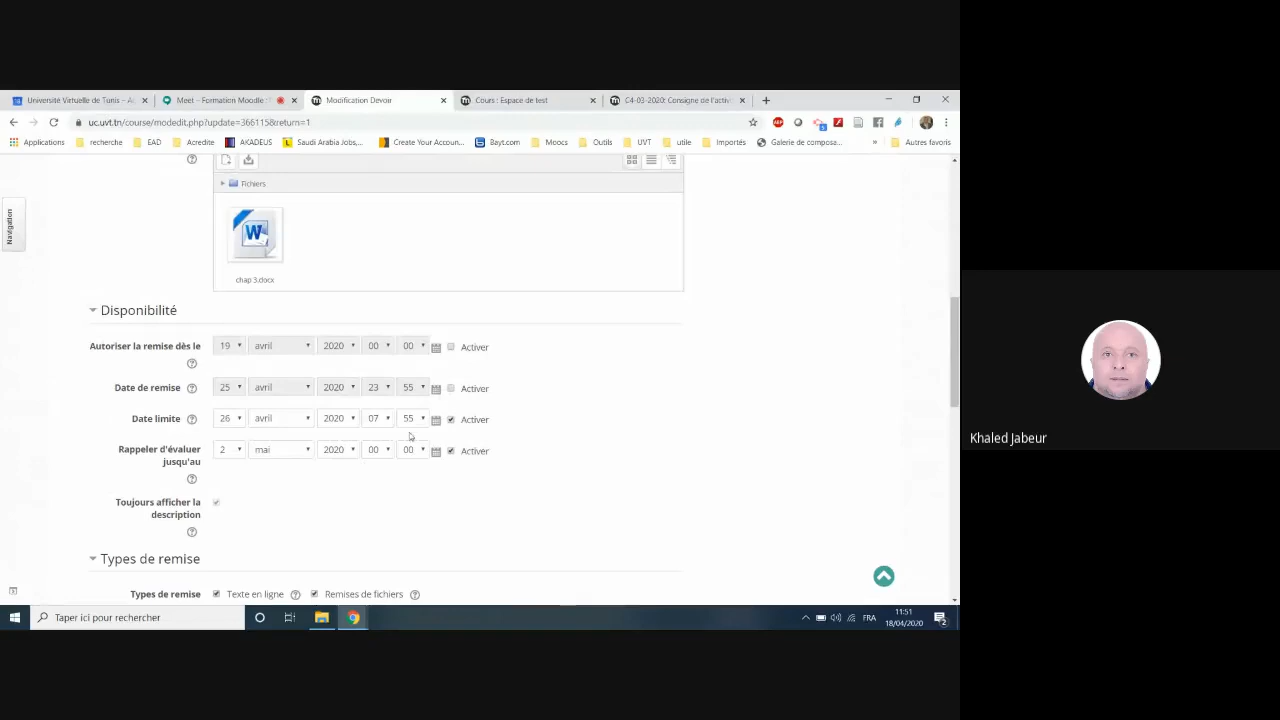 Université Virtuelle de Tunis – Ac
Meet – Formation Moodle :
Modification Devoir
Cours : Espace de test
C4-03-2020: Consigne de l'activi
uc.uvt.tn/course/modedit.php?update=3661158&return=1
Applications
recherche
EAD
Acredite
AKADEUS
Saudi Arabia Jobs,...
Create Your Accoun...
Bayt.com
Moocs
Outils
UVT
utile
Importés
Galerie de composa...
»
Autres favoris
Navigation
Fichiers
chap 3.docx
Disponibilité
Autoriser la remise dès le 19 avril 2020 00 00 Activer
Date de remise 25 avril 2020 23 55 Activer
Date limite 26 avril 2020 07 55 Activer
Rappeler d'évaluer
jusqu'au 2 mai 2020 00 00 Activer
Toujours afficher la
description
Types de remise
Types de remise Texte en ligne Remises de fichiers
Taper ici pour rechercher
FRA
11:51
18/04/2020
2
Khaled Jabeur